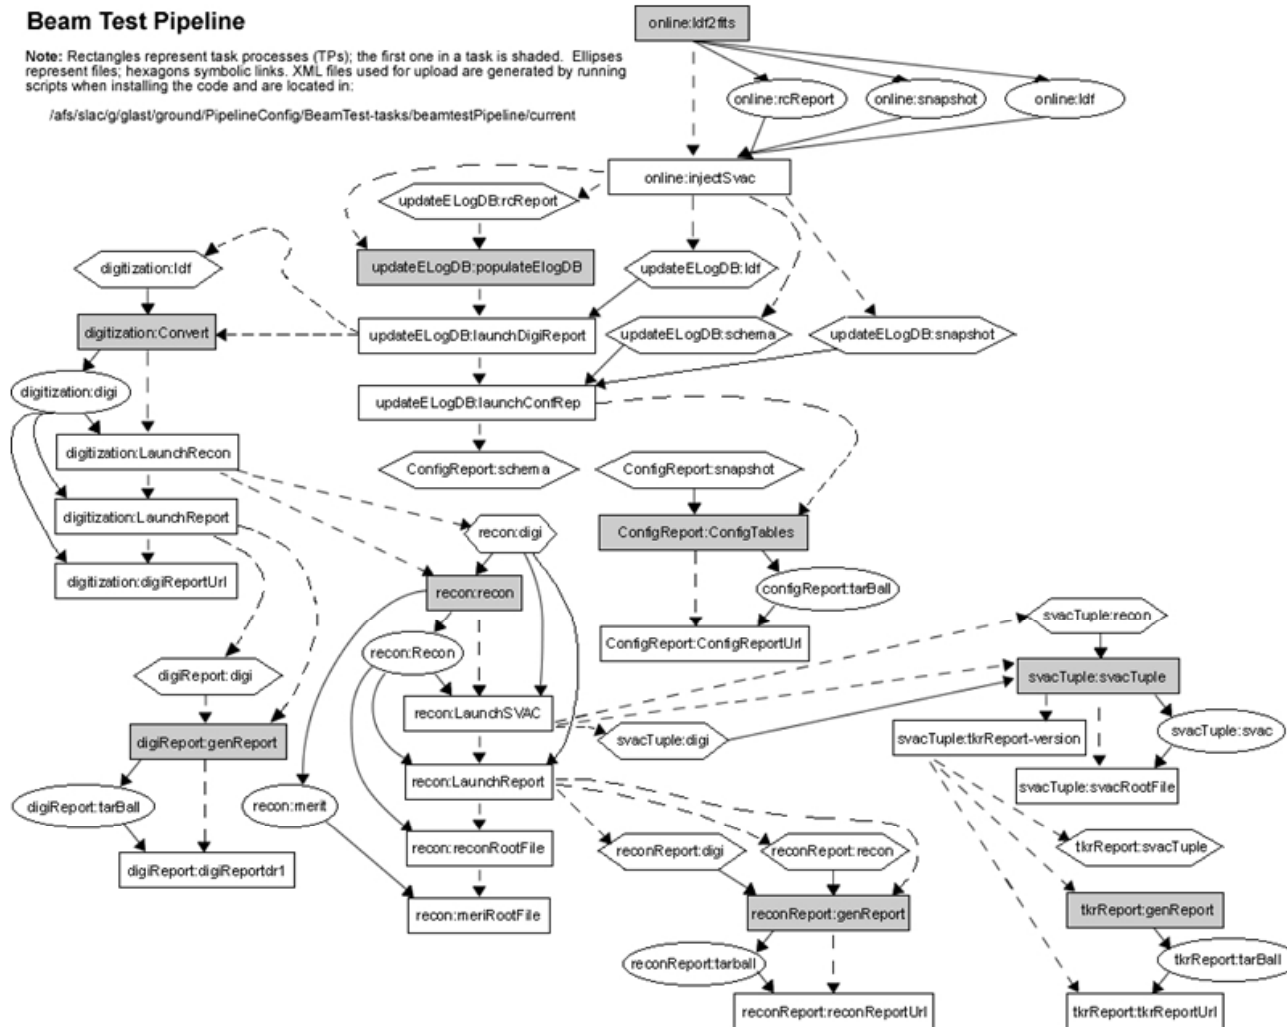 Beam Test Pipeline
Note: Rectangles represent task processes (TPs); the first one in a task is shaded. Ellipses
represent files; hexagons symbolic links. XML files used for upload are generated by running
scripts when installing the code and are located in:
/afs/slac/g/glast/ground/PipelineConfig/BeamTest-tasks/beamtestPipeline/current
online:ldf2fits
online:rcReport
online:snapshot
online:ldf
online:injectSvac
updateELogDB:rcReport
digitization:ldf
updateELogDB:populateElogDB
updateELogDB:ldf
digitization:Convert
updateELogDB:launchDigiReport
updateELogDB:schema
updateELogDB:snapshot
digitization:digi
updateELogDB:launchConfRep
digitization:LaunchRecon
ConfigReport:schema
ConfigReport:snapshot
digitization:LaunchReport
recon:digi
ConfigReport:ConfigTables
digitization:digiReportUrl
recon:recon
configReport:tarBall
svacTuple:recon
recon:Recon
ConfigReport:ConfigReportUrl
digiReport:digi
svacTuple:svacTuple
recon:LaunchSVAC
digiReport:genReport
svacTuple:digi
svacTuple:tkrReport-version
svacTuple:svac
recon:LaunchReport
svacTuple:svacRootFile
digiReport:tarBall
recon:merit
recon:reconRootFile
reconReport:digi
reconReport:recon
tkrReport:svacTuple
digiReport:digiReportdr1
recon:meriRootFile
reconReport:genReport
tkrReport:genReport
reconReport:tarball
tkrReport:tarBall
reconReport:reconReportUrl
tkrReport:tkrReportUrl